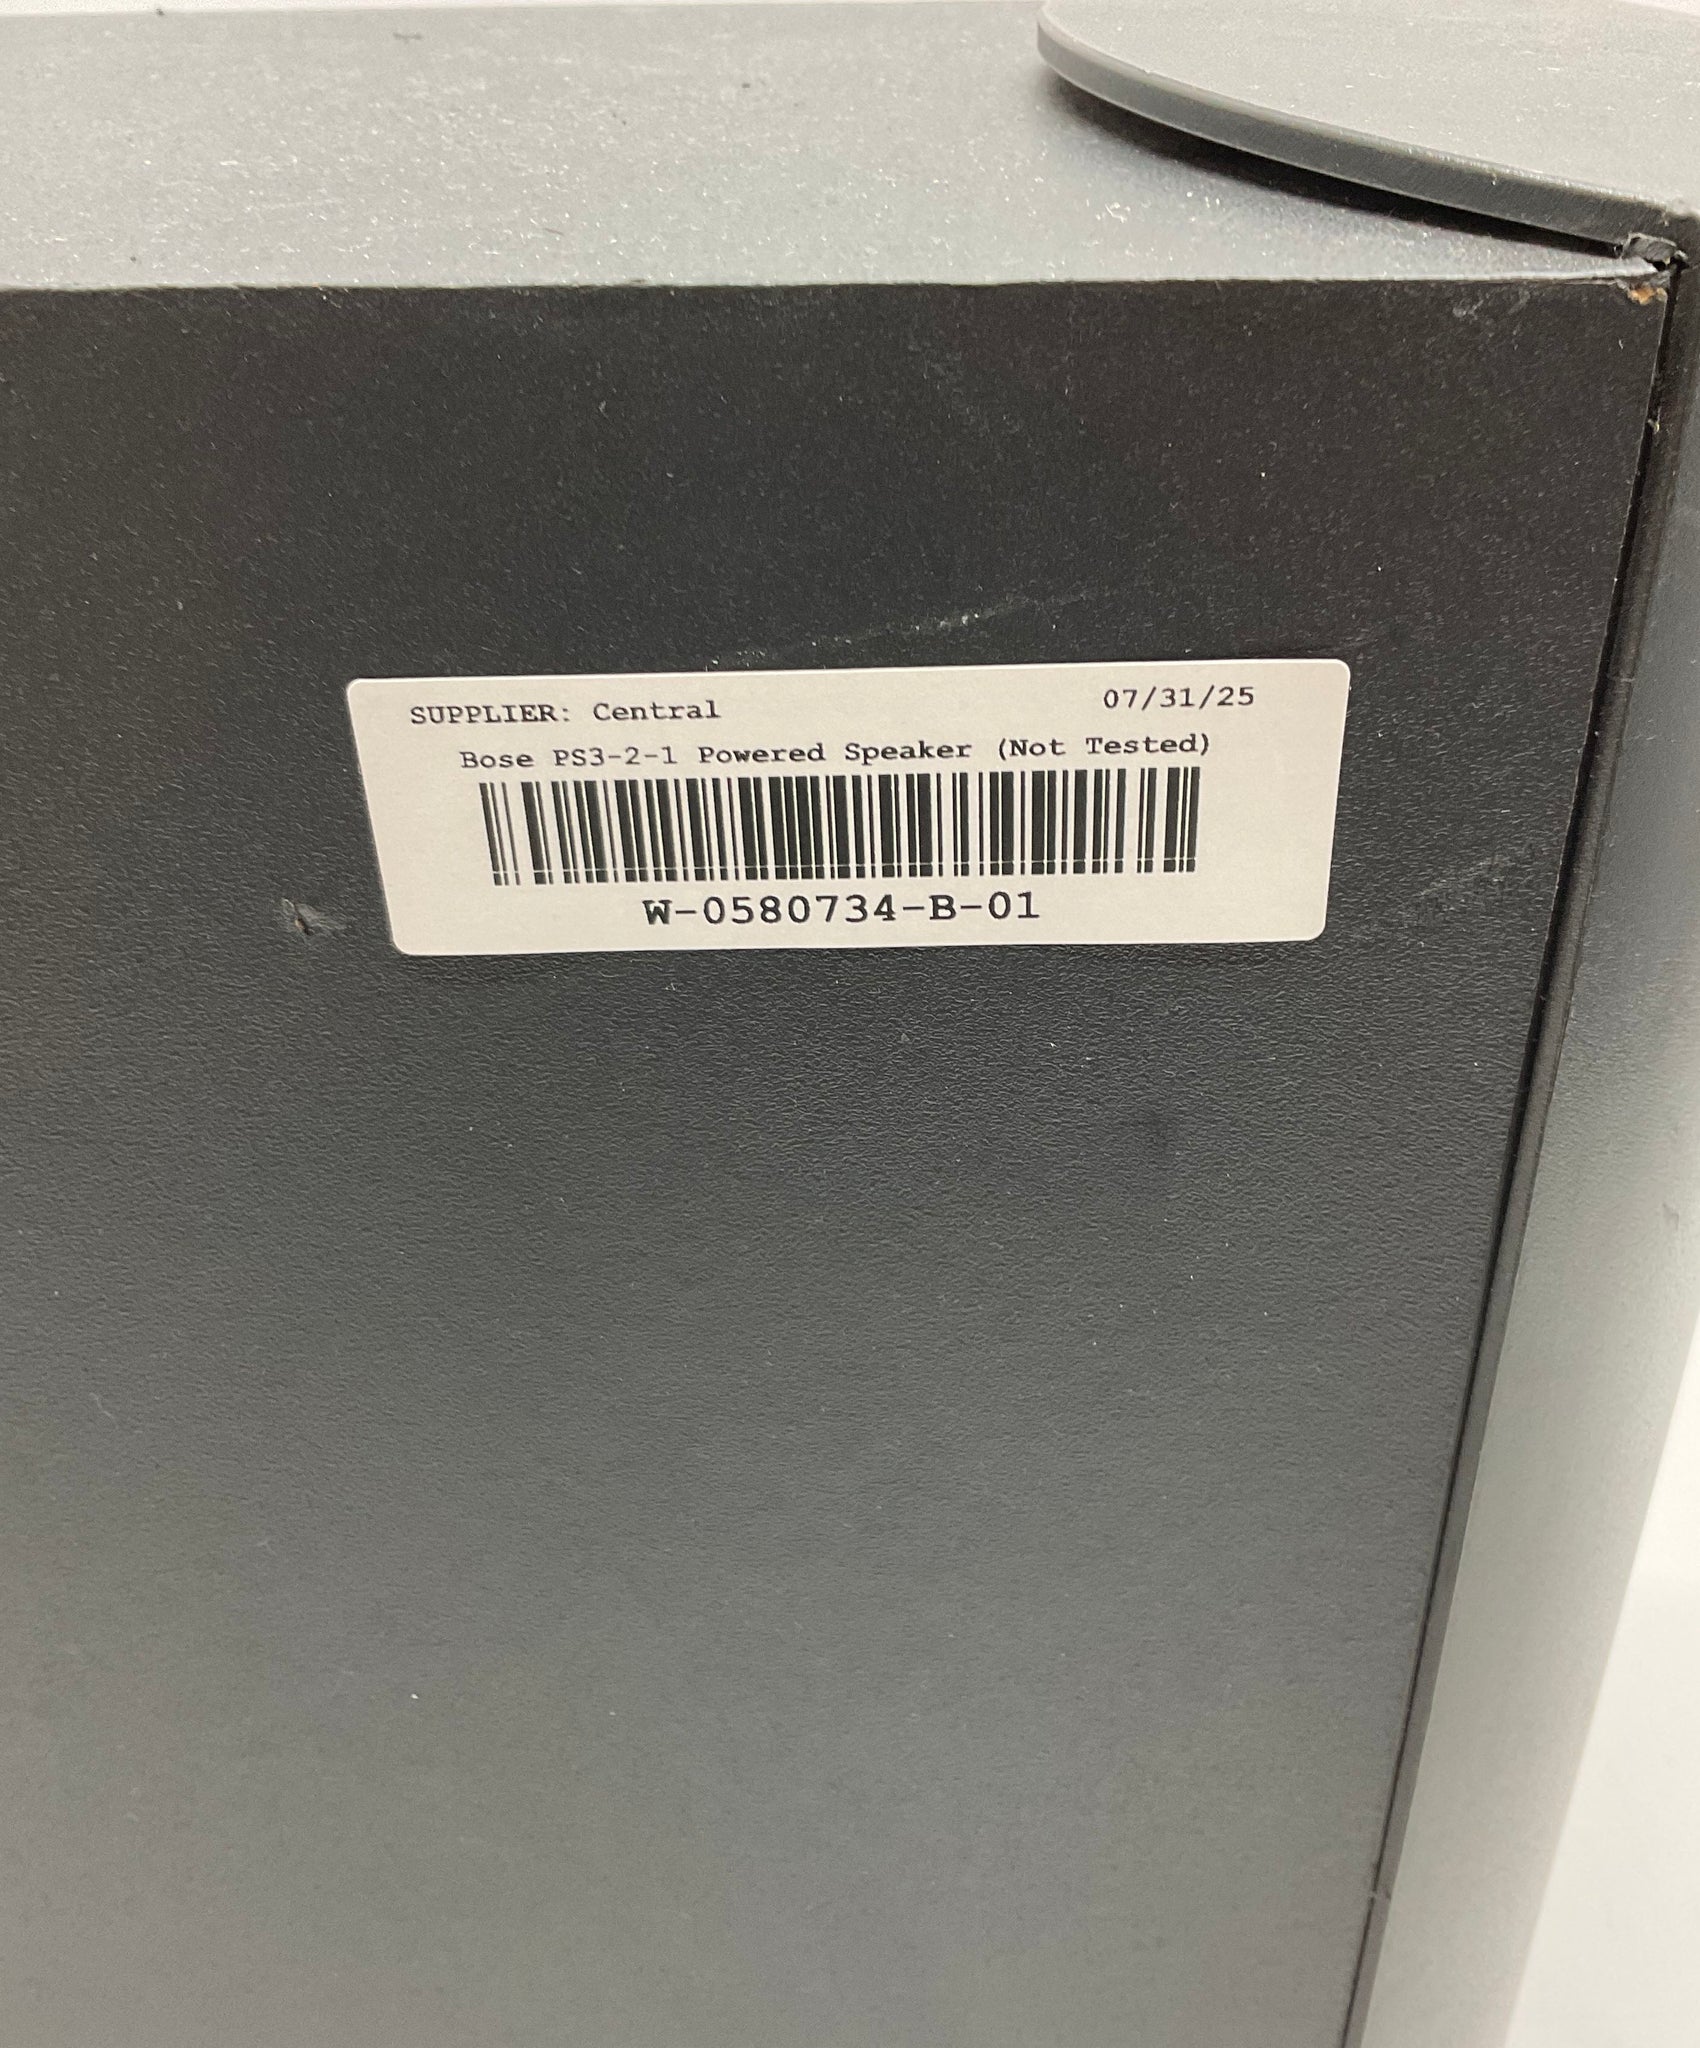 SUPPLIER: Central 07/31/25
Bose PS3-2-1 Powered Speaker (Not Tested)
W-0580734-B-01